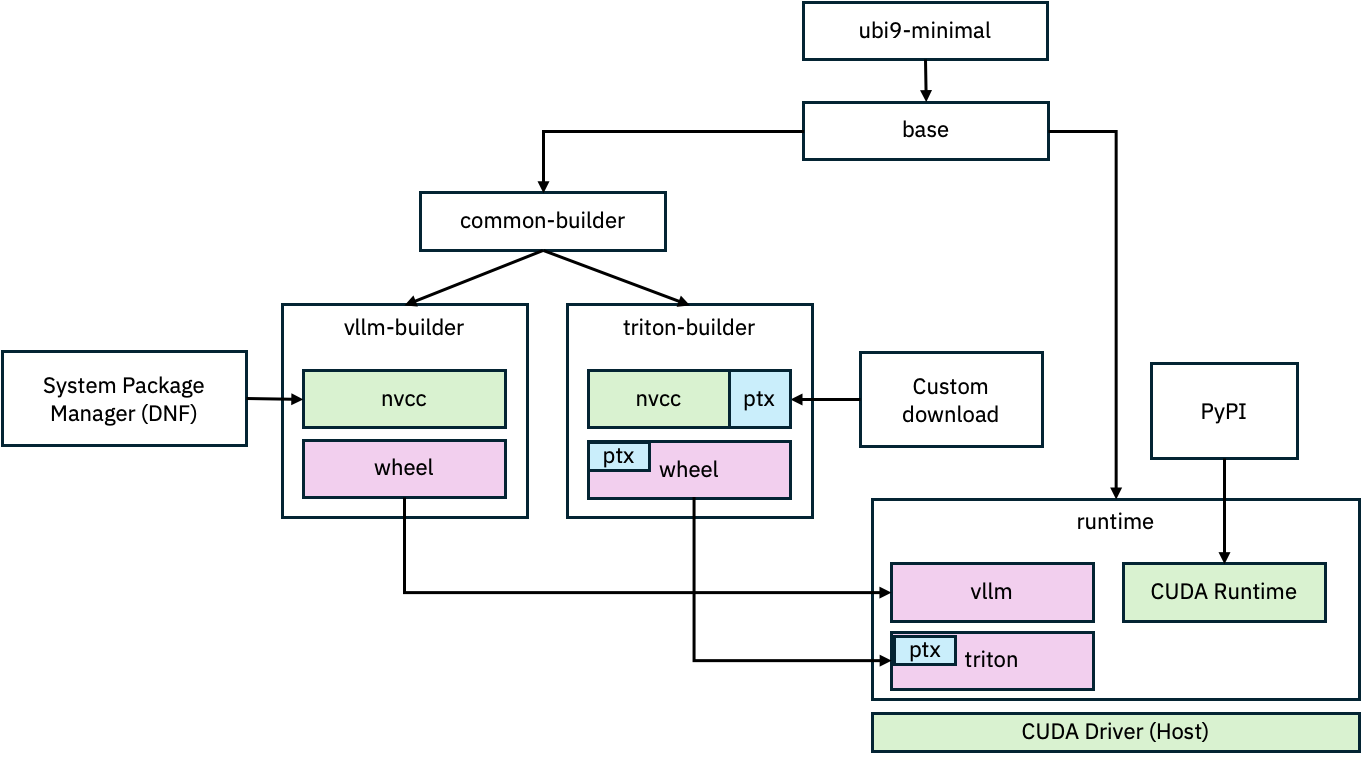 ubi9-minimal
base
common-builder
vllm-builder
triton-builder
System Package
Manager (DNF)
nvcc
nvcc
ptx
Custom
download
PyPI
wheel
ptx
wheel
runtime
vllm
CUDA Runtime
ptx
triton
CUDA Driver (Host)